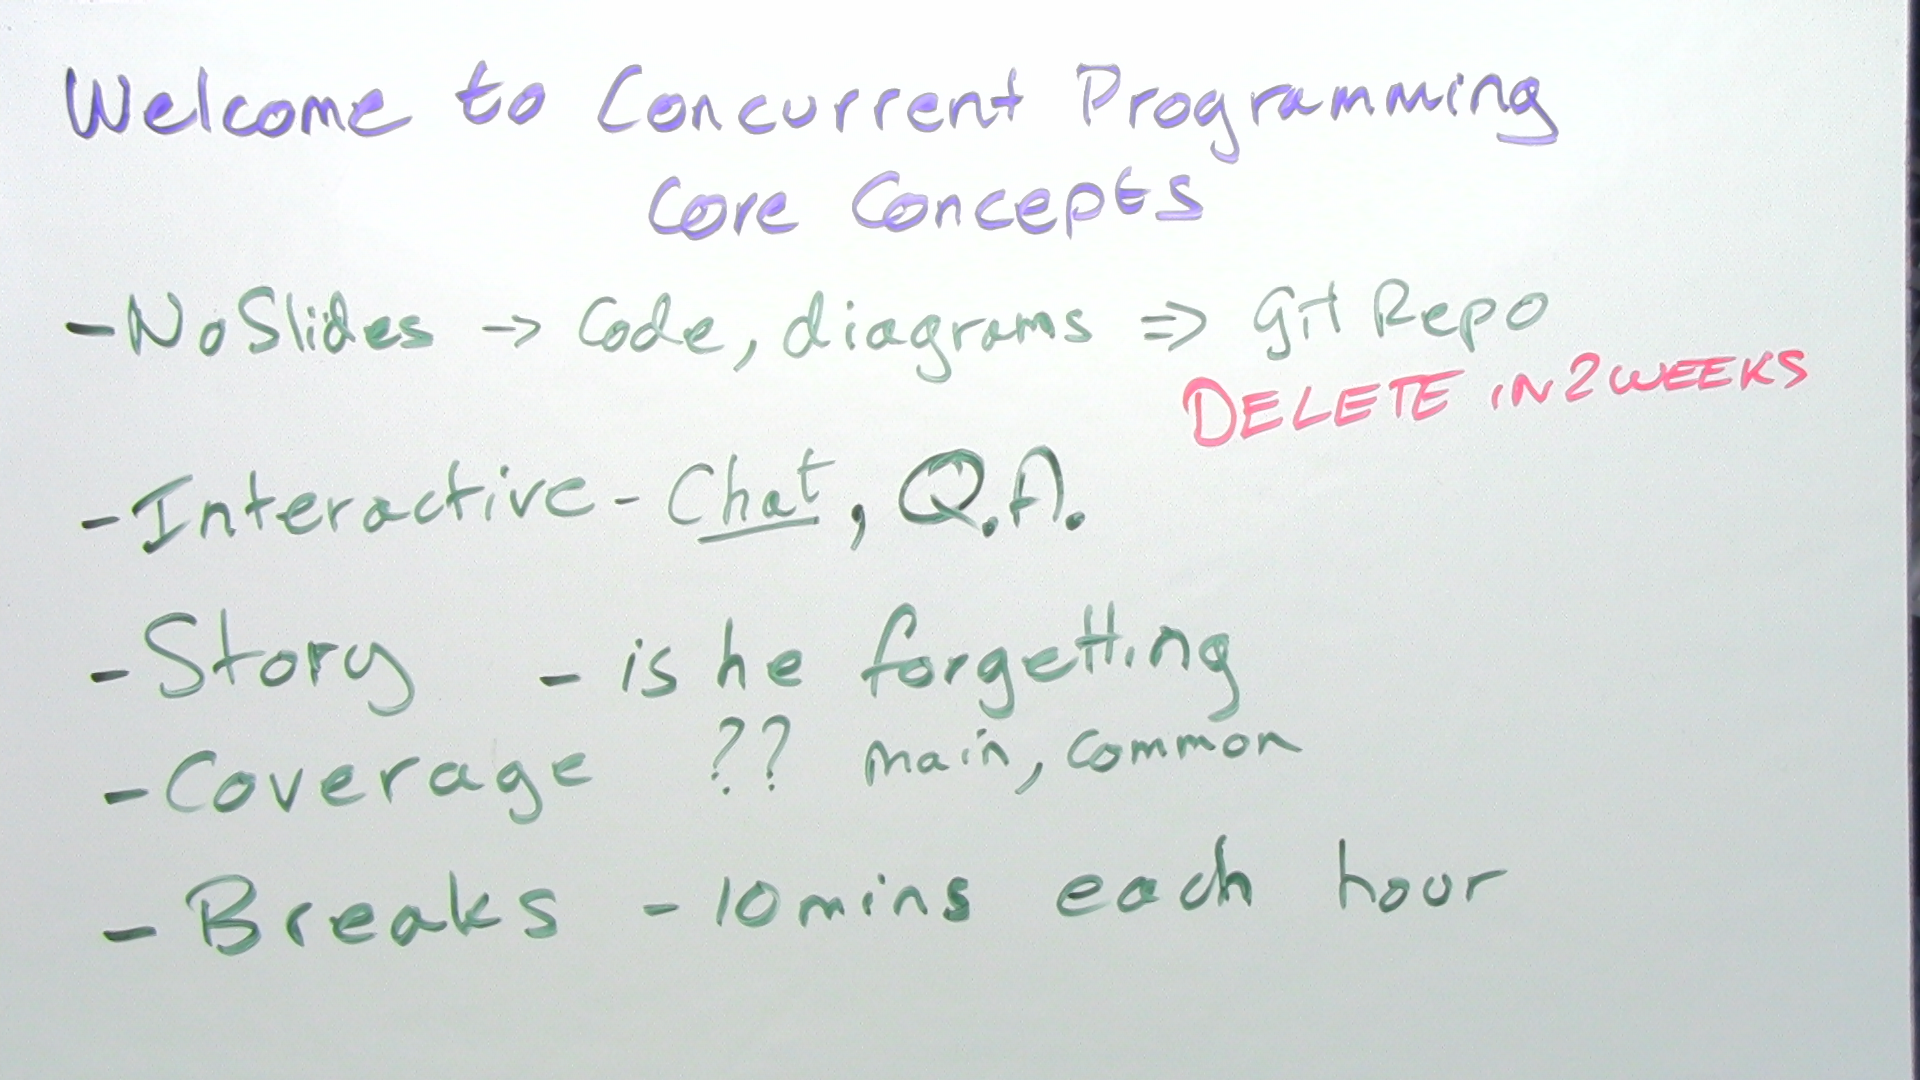 Welcome to Concurrent Programming
Core Concepts
- No Slides -> Code, diagrams => git Repo
DELETE IN 2 WEEKS
- Interactive - Chat, Q.A.
- Story - is he forgetting
- Coverage ?? main, common
- Breaks - 10 mins each hour